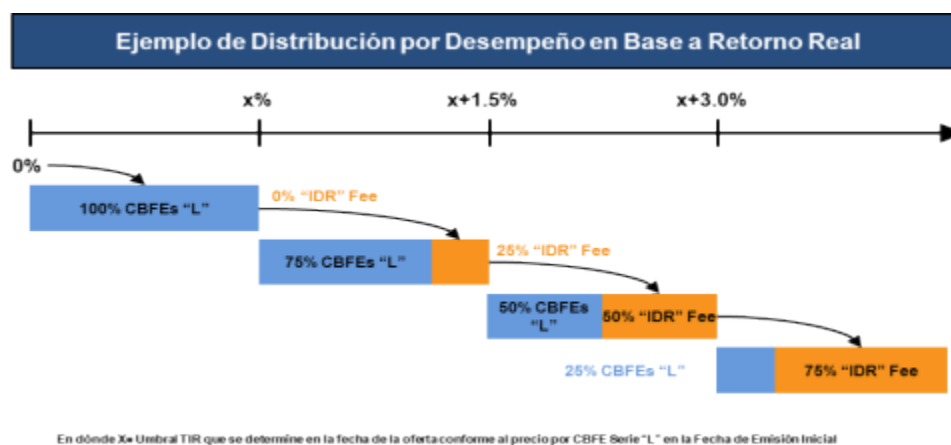 Ejemplo de Distribución por Desempeño en Base a Retorno Real
x% x+1.5% x+3.0%
0%
100% CBFEs "L"
0% "IDR" Fee
75% CBFEs "L"
25% "IDR" Fee
50% CBFEs
"L"
50% "IDR" Fee
25% CBFEs "L"
75% "IDR" Fee
En dónde X= Umbral TIR que se determine en la fecha de la oferta conforme al precio por CBFE Serie "L" en la Fecha de Emisión Inicial